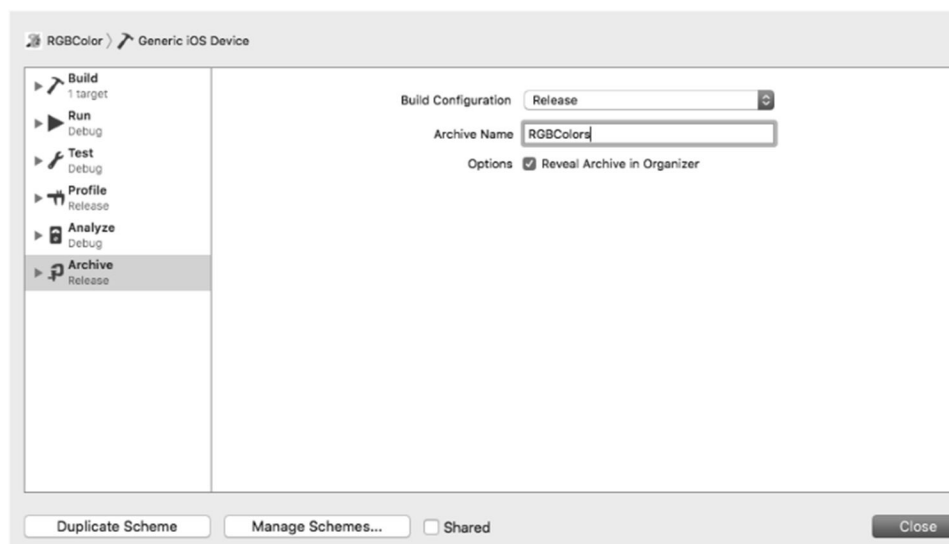 RGBColor 〉 Generic iOS Device
Build
1 target
Run
Debug
Test
Debug
Profile
Release
Analyze
Debug
Archive
Release
Build Configuration Release
Archive Name RGBColors
Options Reveal Archive in Organizer
Duplicate Scheme Manage Schemes... Shared Close